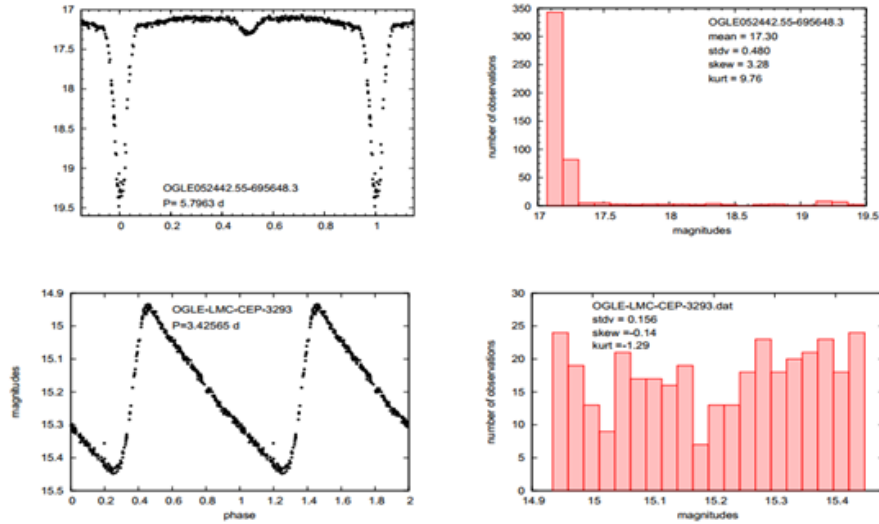 17
17.5
18
18.5
19
19.5
0 0.2 0.4 0.6 0.8 1
OGLE052442.55-695648.3
P= 5.7963 d
350
300
250
200
150
100
50
0
number of observations
17 17.5 18 18.5 19 19.5
magnitudes
OGLE052442.55-695648.3
mean = 17.30
stdv = 0.480
skew = 3.28
kurt = 9.76
14.9
15
15.1
15.2
15.3
15.4
15.5
magnitudes
0 0.2 0.4 0.6 0.8 1 1.2 1.4 1.6 1.8 2
phase
OGLE-LMC-CEP-3293
P=3.42565 d
30
25
20
15
10
5
0
number of observations
14.9 15 15.1 15.2 15.3 15.4
magnitudes
OGLE-LMC-CEP-3293.dat
stdv = 0.156
skew =-0.14
kurt =-1.29